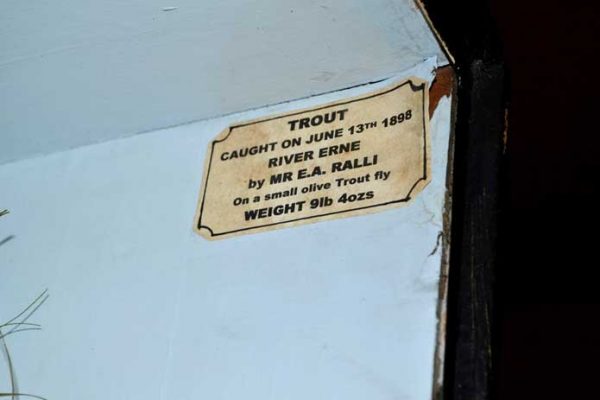 TROUT
CAUGHT ON JUNE 13TH 1898
RIVER ERNE
by MR E.A. RALLI
On a small olive Trout fly
WEIGHT 9lb 4ozs